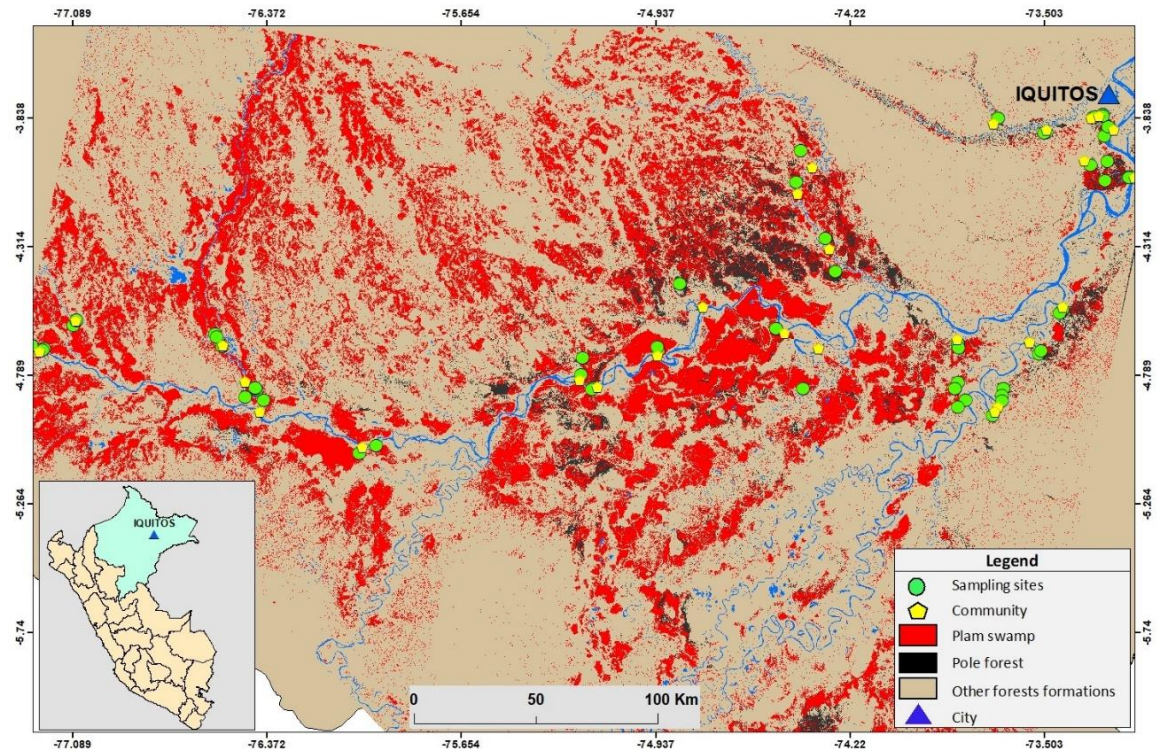 -77.089 -76.372 -75.654 -74.937 -74.22 -73.503
IQUITOS
-3.838 -3.838
-4.314 -4.314
-4.789 -4.789
-5.264 -5.264
-5.74 -5.74
IQUITOS
Legend
Sampling sites
Community
Plam swamp
Pole forest
Other forests formations
City
0 50 100 Km
-77.089 -76.372 -75.654 -74.937 -74.22 -73.503